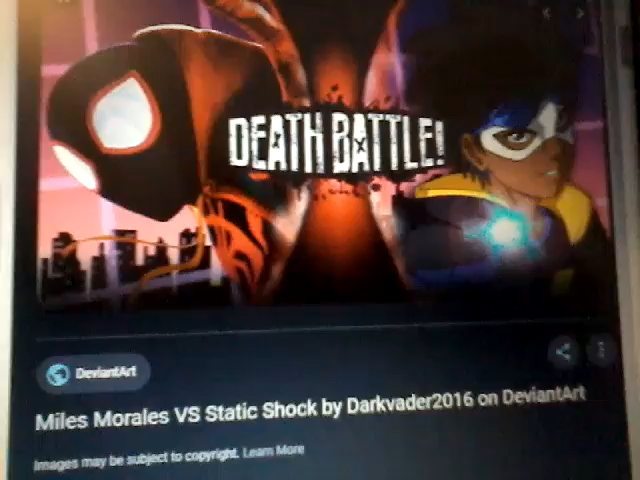 DEATH BATTLE!
DeviantArt
Miles Morales VS Static Shock by Darkvader2016 on DeviantArt
Images may be subject to copyright. Learn More